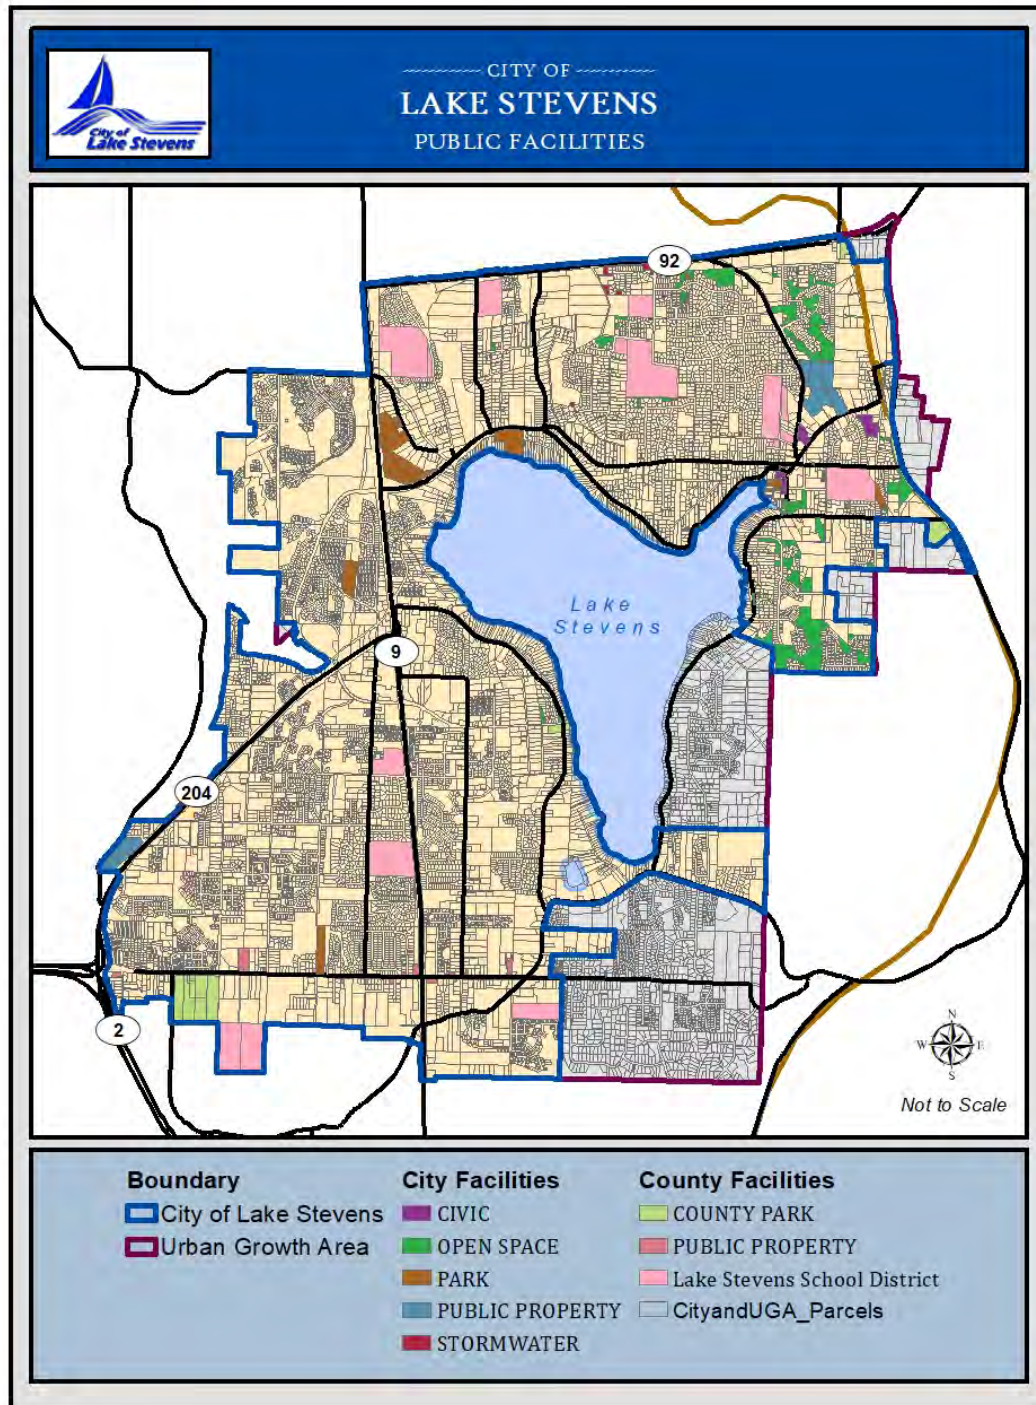 City of
Lake Stevens
CITY OF
LAKE STEVENS
PUBLIC FACILITIES
92
Lake
Stevens
9
204
2
N
W E
S
Not to Scale
Boundary
City of Lake Stevens
Urban Growth Area
City Facilities
CIVIC
OPEN SPACE
PARK
PUBLIC PROPERTY
STORMWATER
County Facilities
COUNTY PARK
PUBLIC PROPERTY
Lake Stevens School District
CityandUGA_Parcels